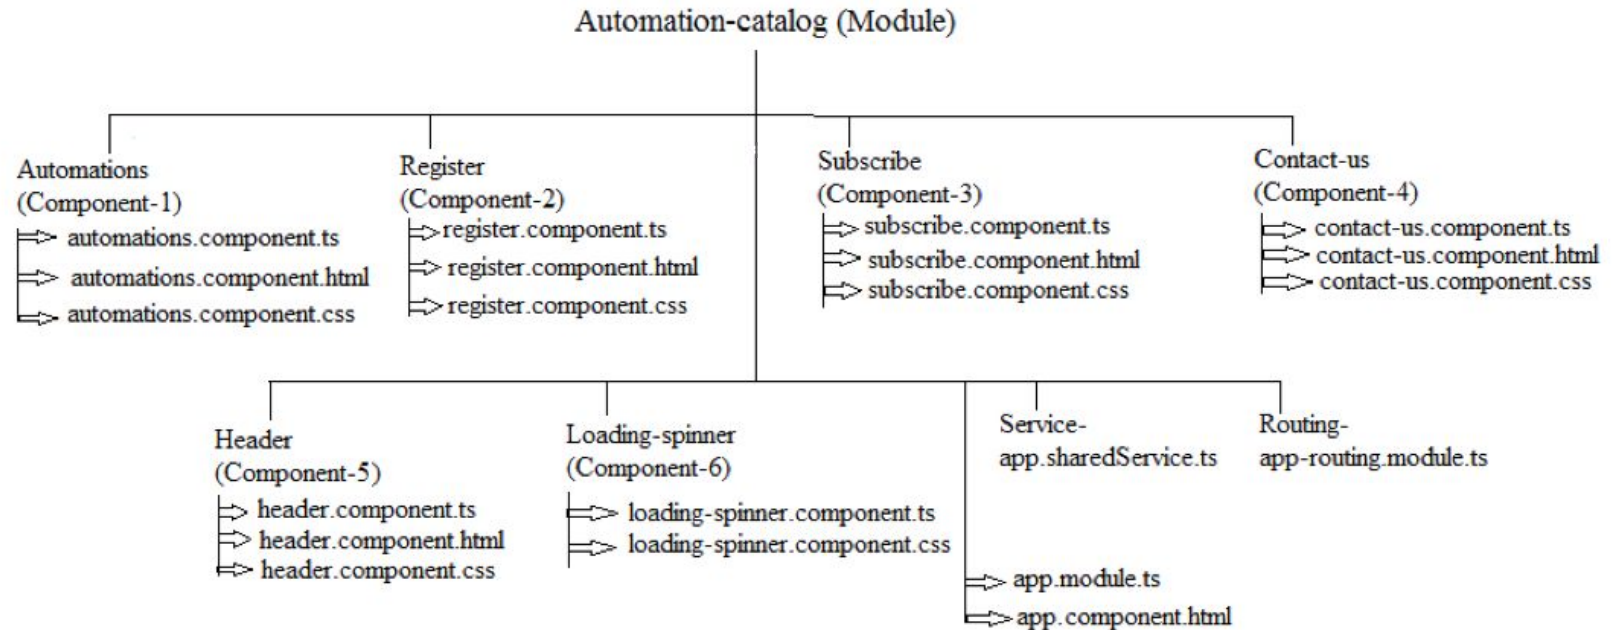 Automation-catalog (Module)
Automations
(Component-1)
automations.component.ts
automations.component.html
automations.component.css
Register
(Component-2)
register.component.ts
register.component.html
register.component.css
Subscribe
(Component-3)
subscribe.component.ts
subscribe.component.html
subscribe.component.css
Contact-us
(Component-4)
contact-us.component.ts
contact-us.component.html
contact-us.component.css
Header
(Component-5)
header.component.ts
header.component.html
header.component.css
Loading-spinner
(Component-6)
loading-spinner.component.ts
loading-spinner.component.css
app.module.ts
app.component.html
Service-
app.sharedService.ts
Routing-
app-routing.module.ts